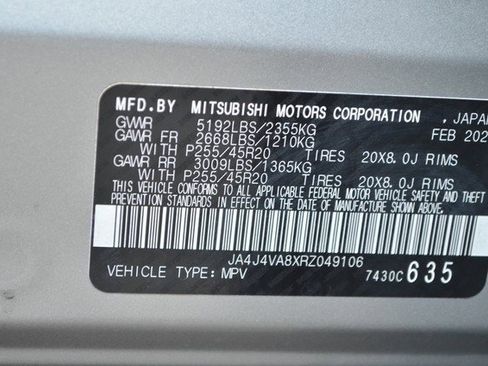 MFD.BY MITSUBISHI MOTORS CORPORATION , JAPAN
GVWR 5192LBS/2355KG FEB 202
GAWR FR 2668LBS/1210KG
WITH P255/45R20 TIRES 20X8.0J RIMS
GAWR RR 3009LBS/1365KG
WITH P255/45R20 TIRES 20X8.0J RIMS
THIS VEHICLE CONFORMS TO ALL APPLICABLE FEDERAL MOTOR VEHICLE SAFETY AND THEFT
PREVENTION STANDARDS IN EFFECT ON THE DATE OF MANUFACTURE SHOWN ABOVE.
JA4J4VA8XRZ049106
VEHICLE TYPE: MPV 7430C 635